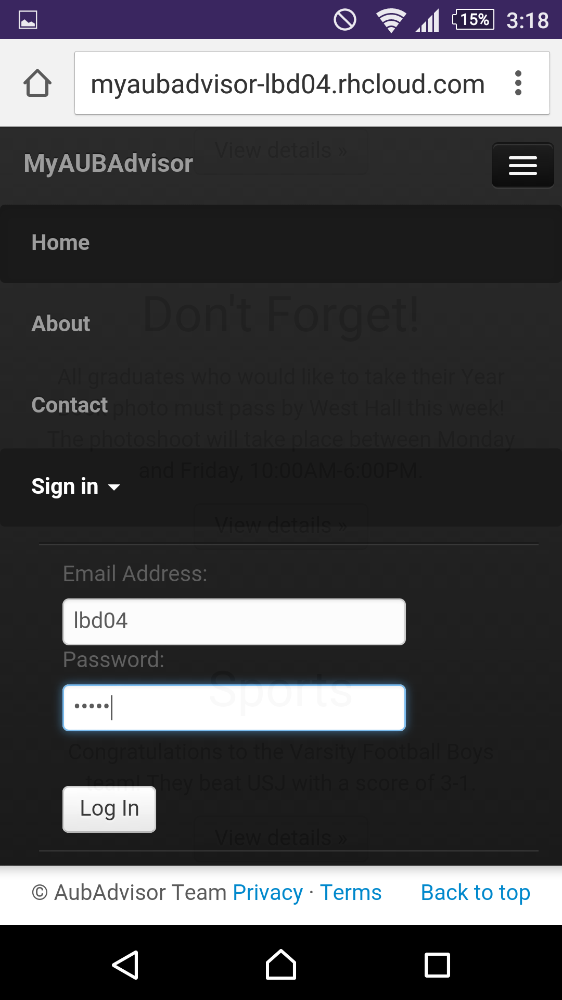 15% 3:18
myaubadvisor-lbd04.rhcloud.com
View details »
MyAUBAdvisor
Home
Don't Forget!
About
All graduates who would like to take their Year
Contact
photo must pass by West Hall this week!
The photoshoot will take place between Monday
and Friday, 10:00AM-6:00PM.
Sign in
View details »
Email Address:
lbd04
Password:
Sports
•••••
Congratulations to the Varsity Football Boys
team! They beat USJ with a score of 3-1.
Log In
View details »
© AubAdvisor Team Privacy · Terms Back to top